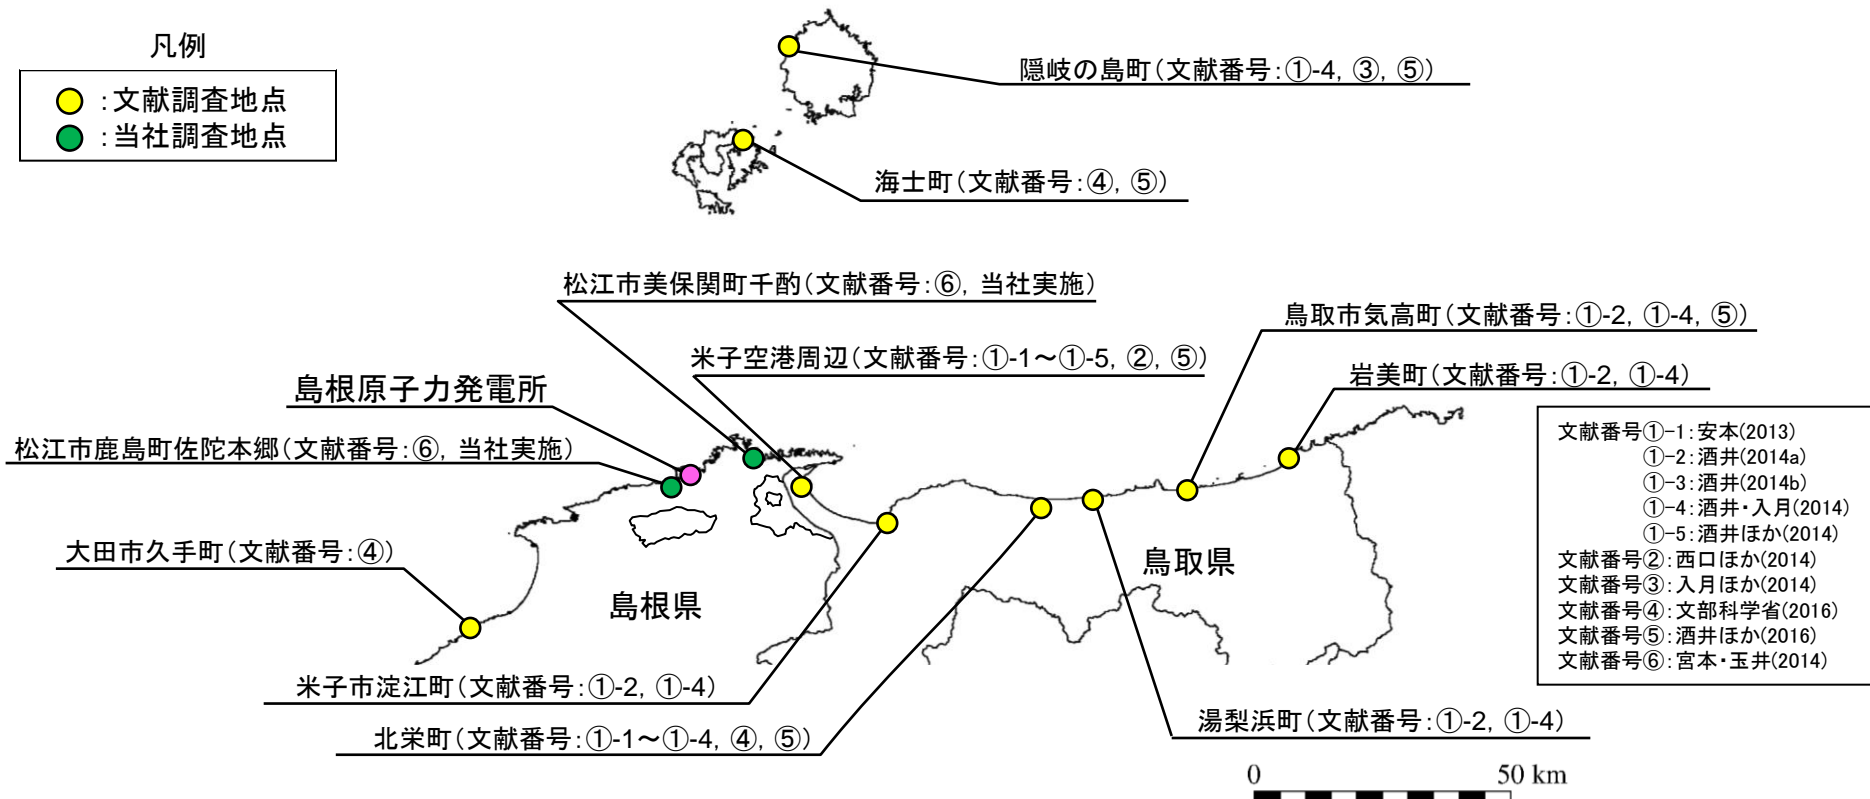 凡例
：文献調査地点
：当社調査地点
隠岐の島町（文献番号：①-4, ③, ⑤）
海士町（文献番号：④, ⑤）
松江市美保関町千酌（文献番号：⑥, 当社実施）
鳥取市気高町（文献番号：①-2, ①-4, ⑤）
米子空港周辺（文献番号：①-1～①-5, ②, ⑤）
岩美町（文献番号：①-2, ①-4）
島根原子力発電所
松江市鹿島町佐陀本郷（文献番号：⑥, 当社実施）
文献番号①-1：安本(2013)
①-2：酒井(2014a)
①-3：酒井(2014b)
①-4：酒井・入月(2014)
①-5：酒井ほか(2014)
文献番号②：西口ほか(2014)
文献番号③：入月ほか(2014)
文献番号④：文部科学省(2016)
文献番号⑤：酒井ほか(2016)
文献番号⑥：宮本・玉井(2014)
大田市久手町（文献番号：④）
鳥取県
島根県
米子市淀江町（文献番号：①-2, ①-4）
湯梨浜町（文献番号：①-2, ①-4）
北栄町（文献番号：①-1～①-4, ④, ⑤）
0 50 km